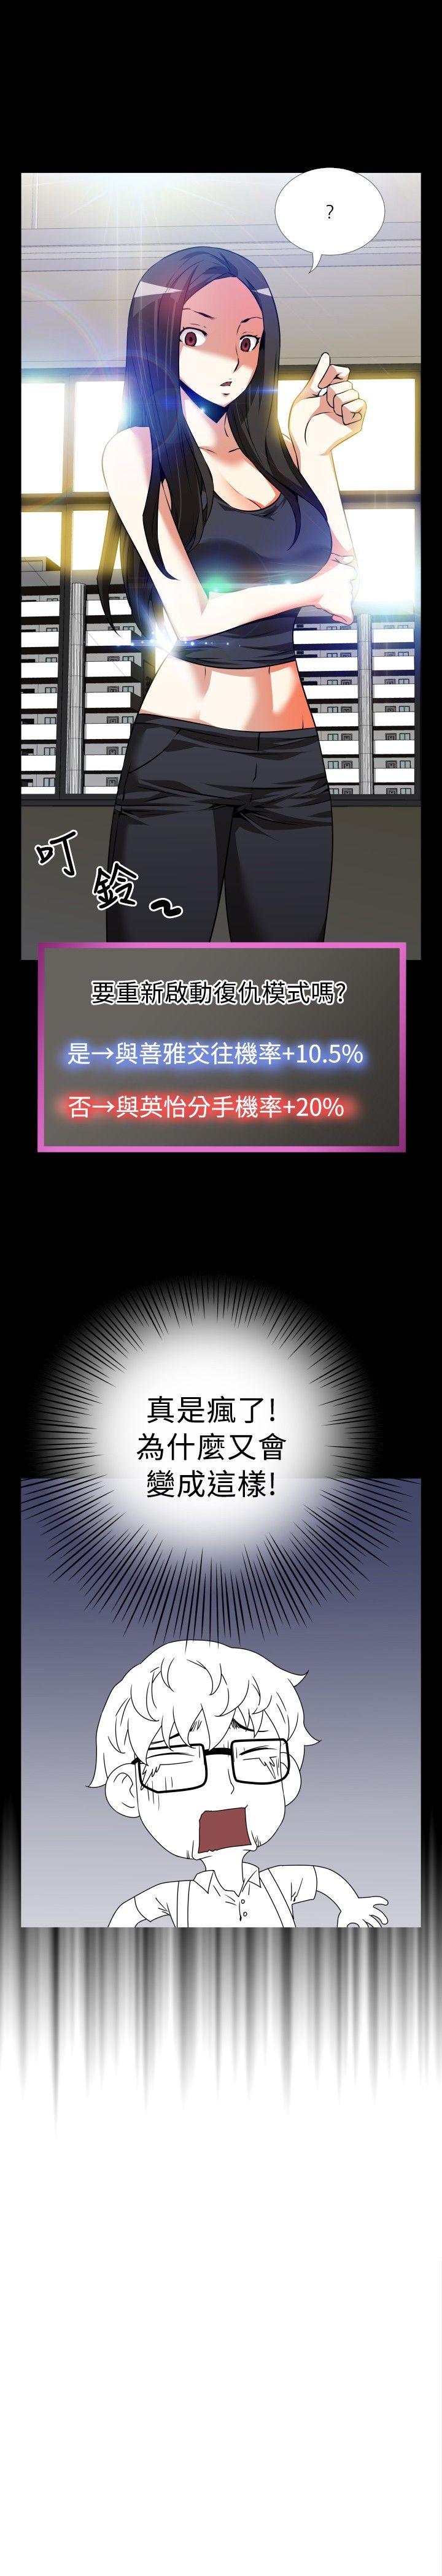 ?
叮
鈴~
要重新啟動復仇模式嗎?
是→與善雅交往機率+10.5%
否→與英怡分手機率+20%
真是瘋了!
為什麼又會
變成這樣!